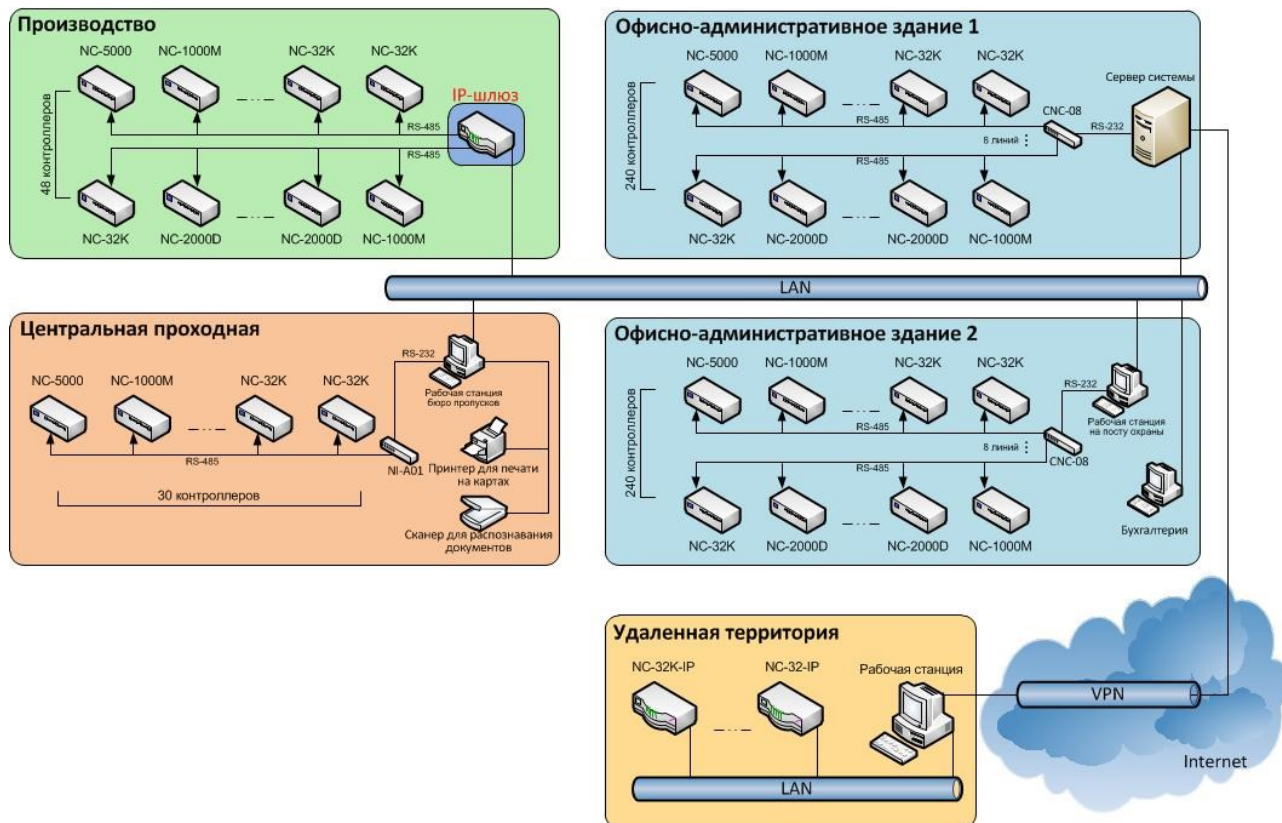 Производство
NC-5000 NC-1000M NC-32K NC-32K
IP-шлюз
48 контроллеров
RS-485
RS-485
NC-32K NC-2000D NC-2000D NC-1000M
Офисно-административное здание 1
NC-5000 NC-1000M NC-32K NC-32K
Сервер системы
240 контроллеров
RS-485
CNC-08
RS-232
8 линий
RS-485
NC-32K NC-2000D NC-2000D NC-1000M
LAN
Центральная проходная
RS-232
NC-5000 NC-1000M NC-32K NC-32K
Рабочая станция
бюро пропусков
RS-485
NI-A01
Принтер для печати
на картах
30 контроллеров
Сканер для распознавания
документов
Офисно-административное здание 2
NC-5000 NC-1000M NC-32K NC-32K
240 контроллеров
RS-232
Рабочая станция
на посту охраны
RS-485
8 линий
CNC-08
RS-485
NC-32K NC-2000D NC-2000D NC-1000M
Бухгалтерия
Удаленная территория
NC-32K-IP NC-32-IP Рабочая станция
LAN
VPN
Internet